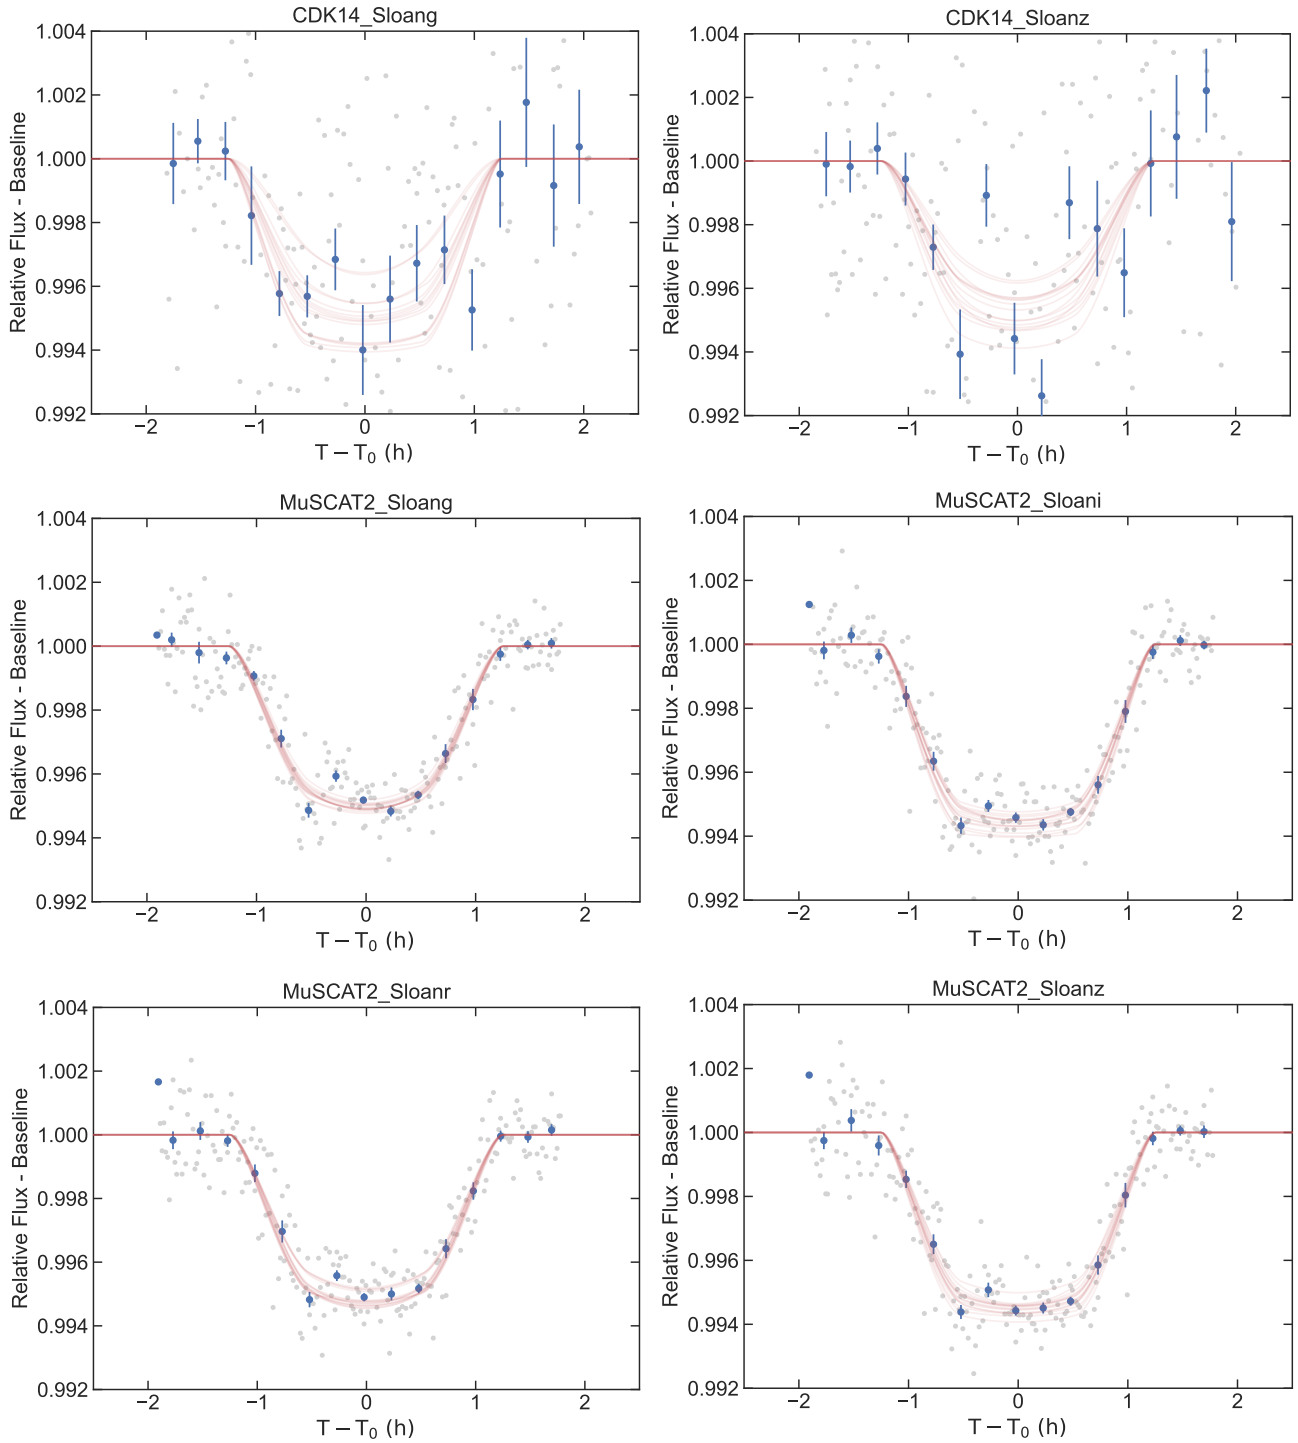 CDK14_Sloang
1.004
1.002
1.000
0.998
0.996
0.994
0.992
Relative Flux - Baseline
−2 −1 0 1 2
T − T₀ (h)
CDK14_Sloanz
1.004
1.002
1.000
0.998
0.996
0.994
0.992
Relative Flux - Baseline
−2 −1 0 1 2
T − T₀ (h)
MuSCAT2_Sloang
1.004
1.002
1.000
0.998
0.996
0.994
0.992
Relative Flux - Baseline
−2 −1 0 1 2
T − T₀ (h)
MuSCAT2_Sloani
1.004
1.002
1.000
0.998
0.996
0.994
0.992
Relative Flux - Baseline
−2 −1 0 1 2
T − T₀ (h)
MuSCAT2_Sloanr
1.004
1.002
1.000
0.998
0.996
0.994
0.992
Relative Flux - Baseline
−2 −1 0 1 2
T − T₀ (h)
MuSCAT2_Sloanz
1.004
1.002
1.000
0.998
0.996
0.994
0.992
Relative Flux - Baseline
−2 −1 0 1 2
T − T₀ (h)